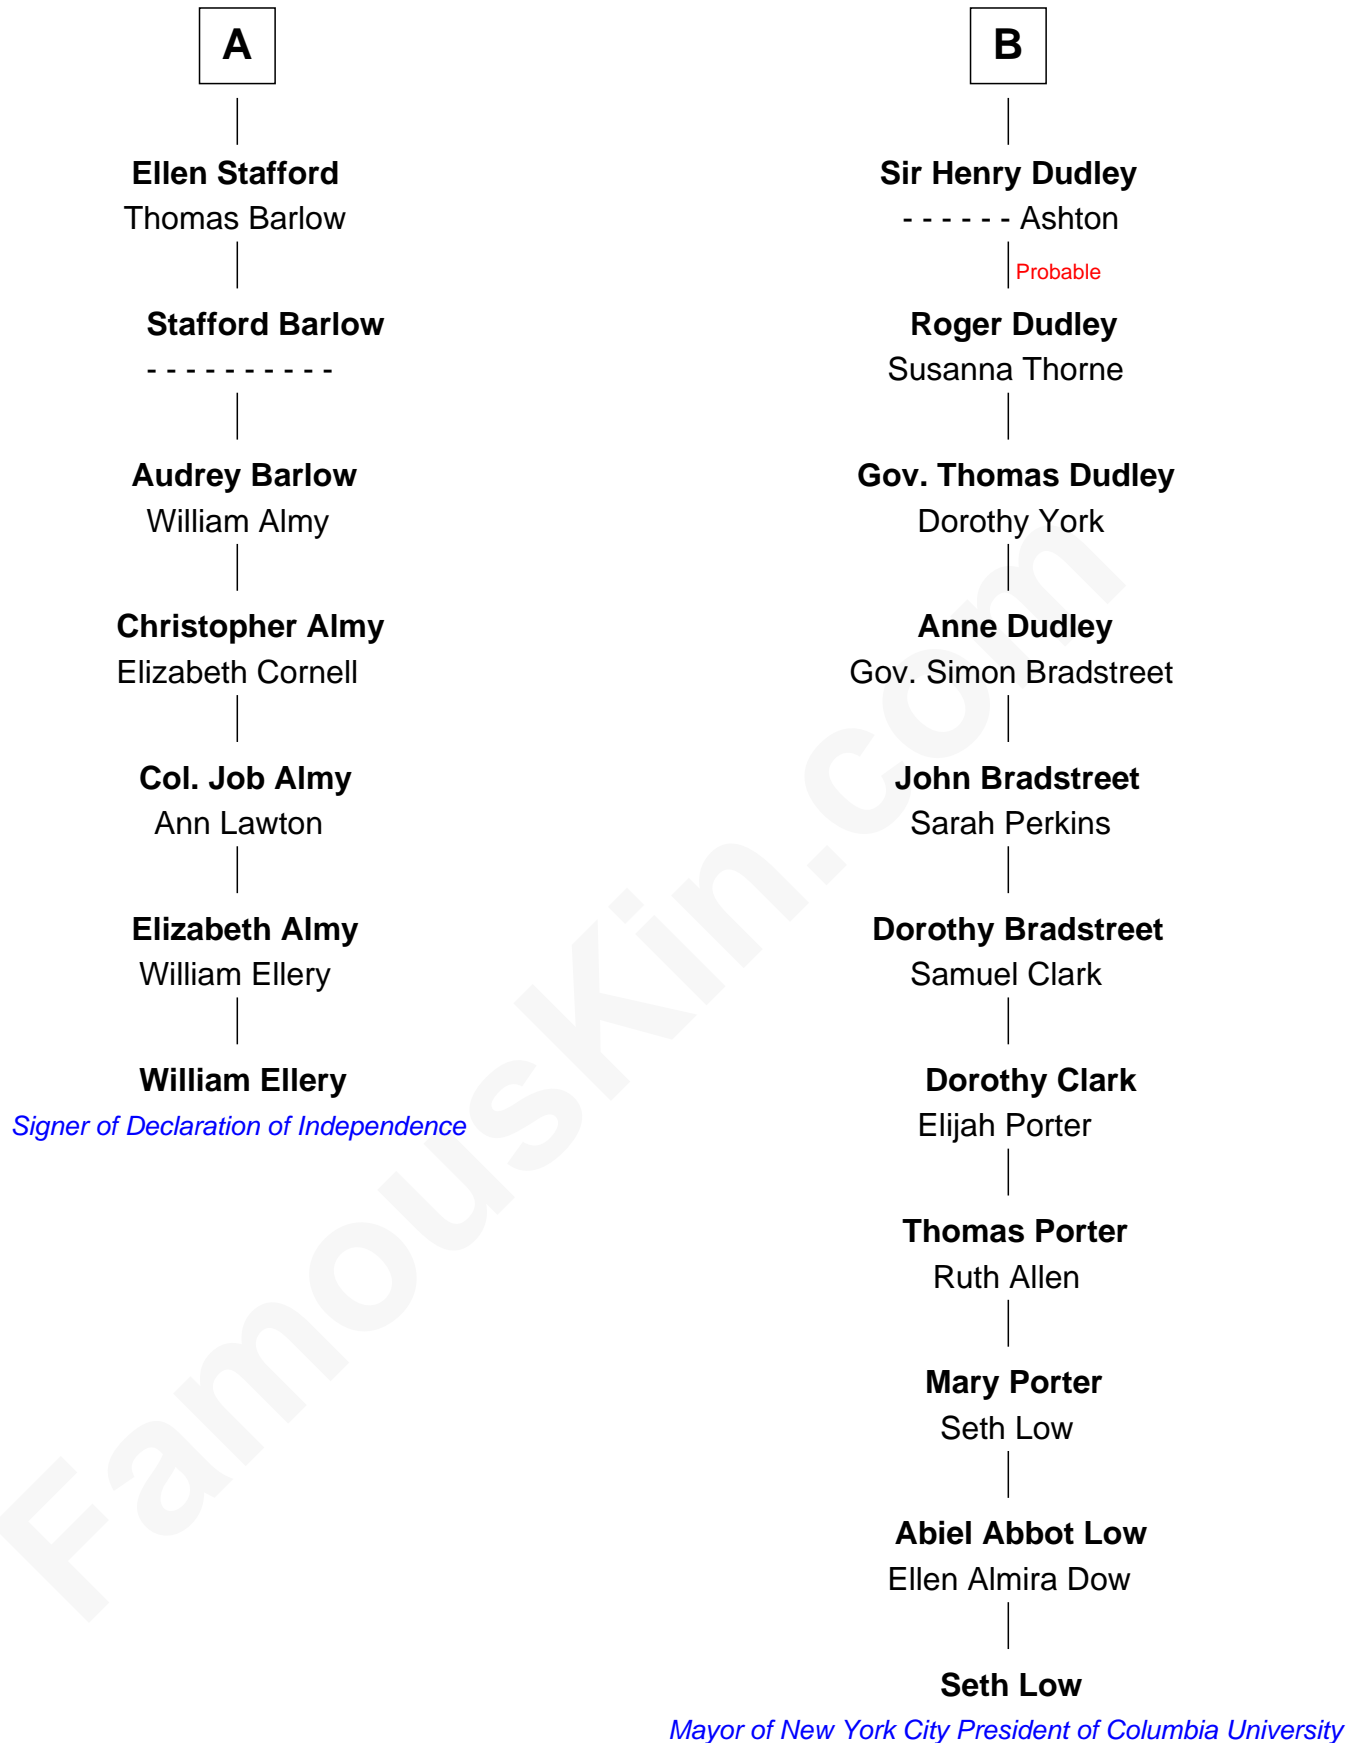 A
Ellen Stafford
Thomas Barlow
Stafford Barlow
- - - - - - - - - -
Audrey Barlow
William Almy
Christopher Almy
Elizabeth Cornell
Col. Job Almy
Ann Lawton
Elizabeth Almy
William Ellery
William Ellery
Signer of Declaration of Independence
B
Sir Henry Dudley
- - - - - - Ashton
Probable
Roger Dudley
Susanna Thorne
Gov. Thomas Dudley
Dorothy York
Anne Dudley
Gov. Simon Bradstreet
John Bradstreet
Sarah Perkins
Dorothy Bradstreet
Samuel Clark
Dorothy Clark
Elijah Porter
Thomas Porter
Ruth Allen
Mary Porter
Seth Low
Abiel Abbot Low
Ellen Almira Dow
Seth Low
Mayor of New York City President of Columbia University
FamousKin.com